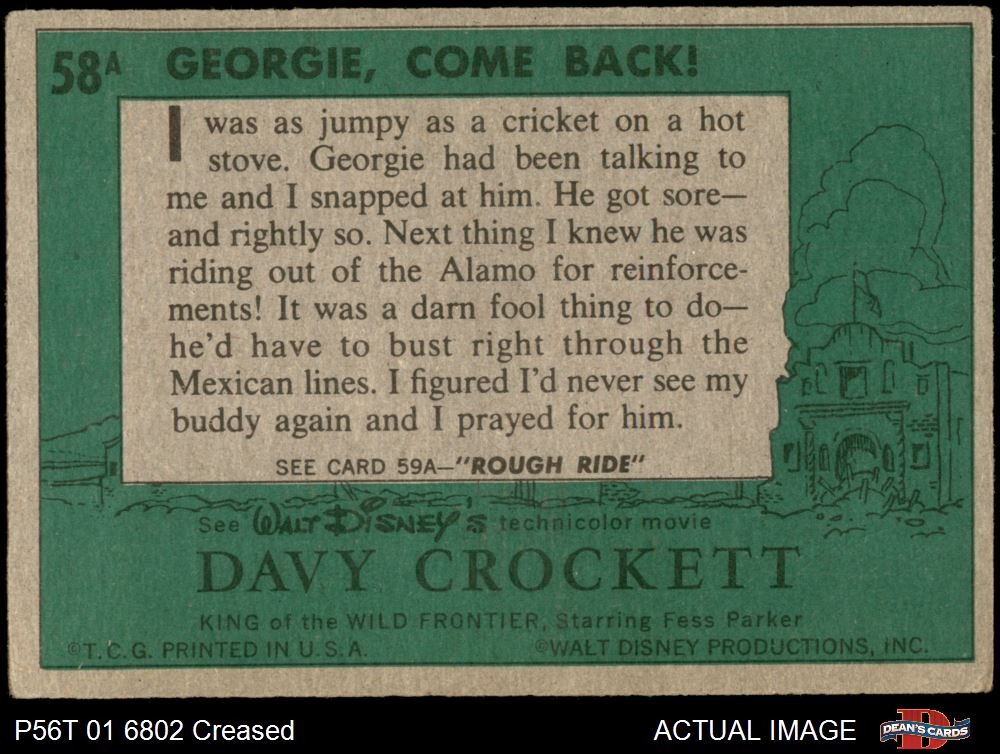 58A GEORGIE, COME BACK!
I was as jumpy as a cricket on a hot
stove. Georgie had been talking to
me and I snapped at him. He got sore—
and rightly so. Next thing I knew he was
riding out of the Alamo for reinforce-
ments! It was a darn fool thing to do—
he'd have to bust right through the
Mexican lines. I figured I'd never see my
buddy again and I prayed for him.
SEE CARD 59A—"ROUGH RIDE"
See WALT DISNEY'S technicolor movie
DAVY CROCKETT
KING of the WILD FRONTIER, Starring Fess Parker
©T.C.G. PRINTED IN U.S.A. ©WALT DISNEY PRODUCTIONS, INC.
P56T 01 6802 Creased ACTUAL IMAGE DEAN'S CARDS